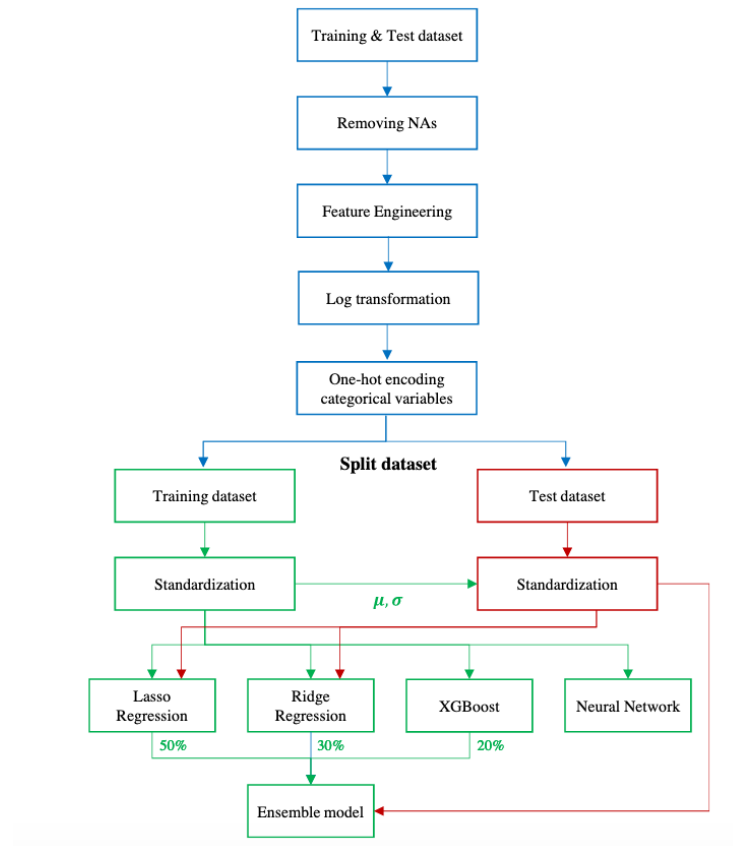 Training & Test dataset
Removing NAs
Feature Engineering
Log transformation
One-hot encoding
categorical variables
Split dataset
Training dataset
Test dataset
Standardization
Standardization
μ, σ
Lasso
Regression
Ridge
Regression
XGBoost
Neural Network
50%
30%
20%
Ensemble model